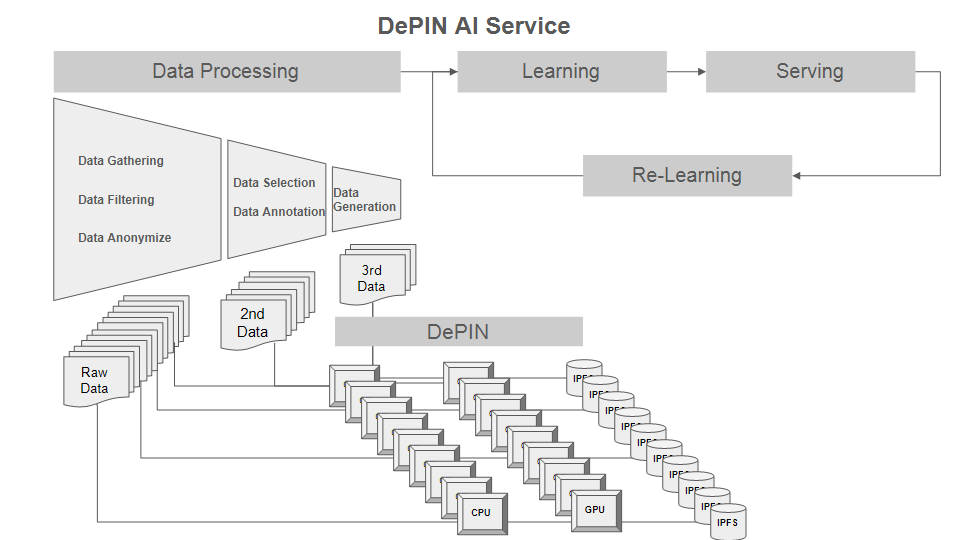 DePIN AI Service
Data Processing
Learning
Serving
Re-Learning
Data Gathering
Data Filtering
Data Anonymize
Data Selection
Data Annotation
Data
Generation
3rd
Data
2nd
Data
Raw
Data
DePIN
CPU
GPU
IPFS